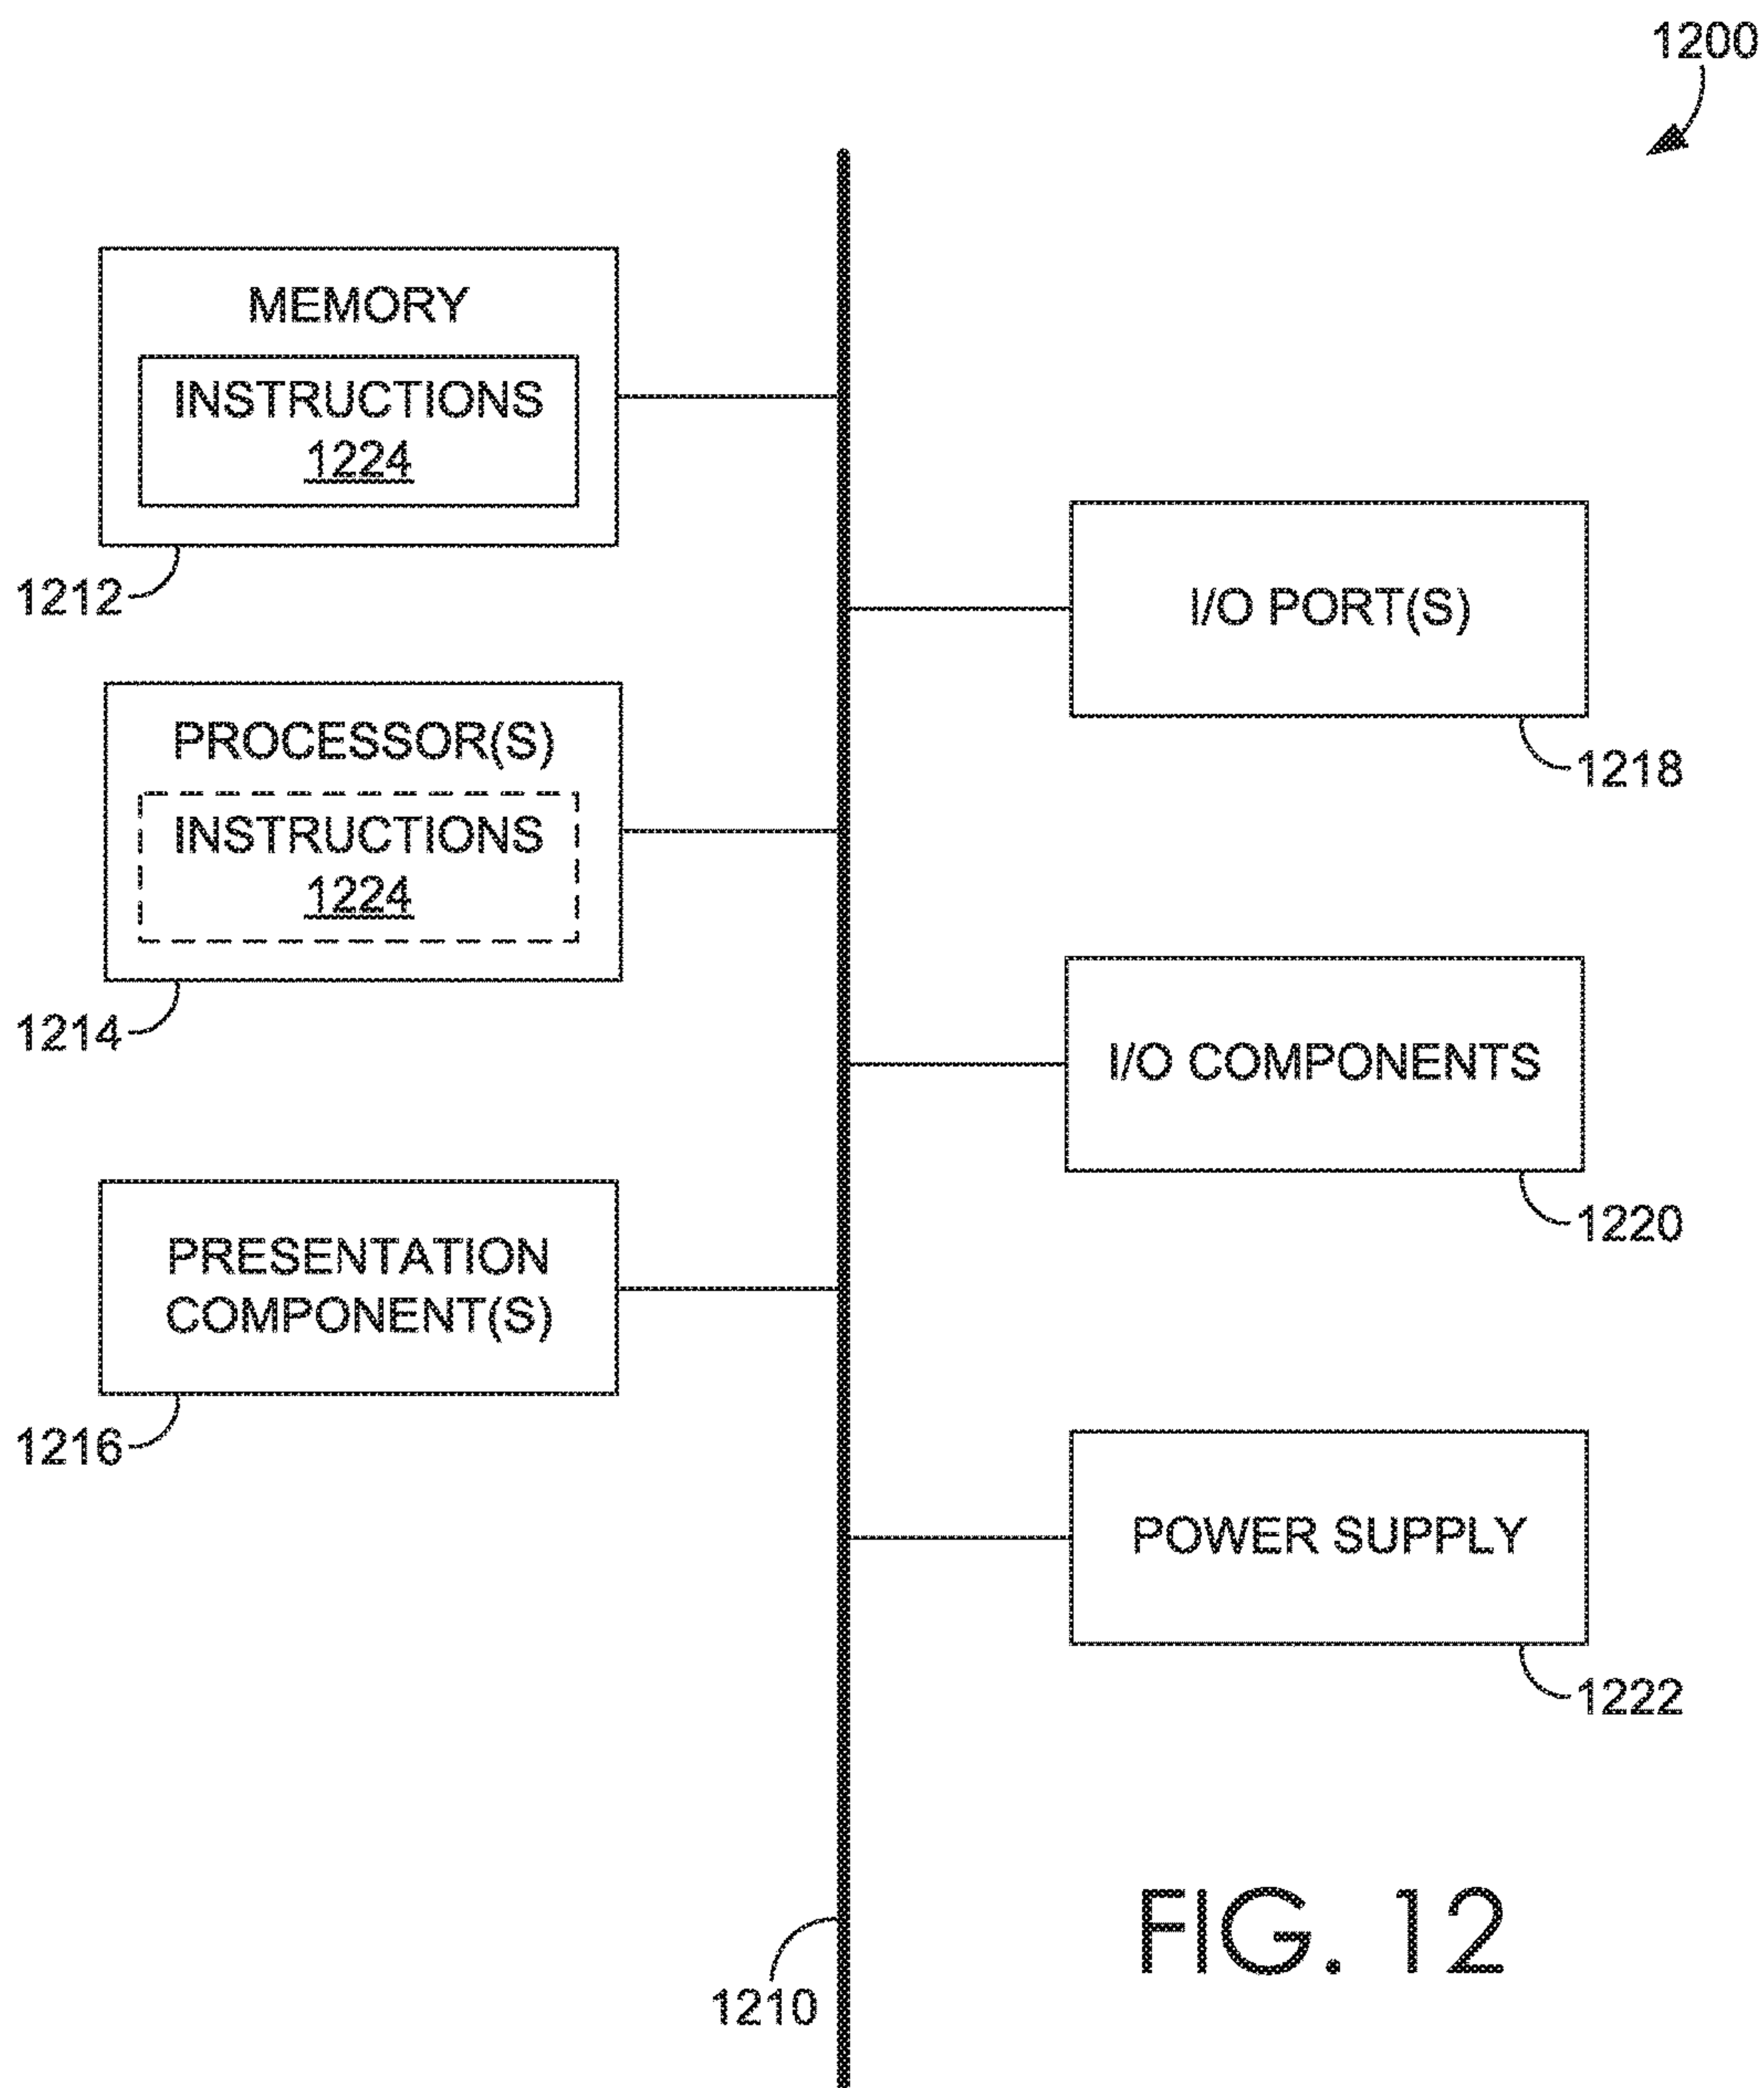 1200
MEMORY
INSTRUCTIONS
1224
1212
I/O PORT(S)
1218
PROCESSOR(S)
INSTRUCTIONS
1224
1214
I/O COMPONENTS
1220
PRESENTATION
COMPONENT(S)
1216
POWER SUPPLY
1222
1210
FIG. 12